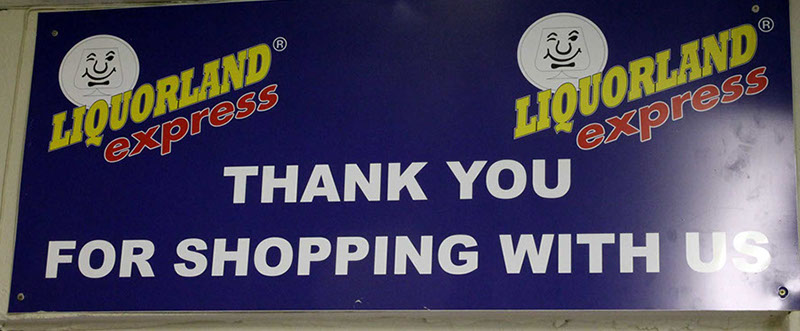 LIQUORLAND®
express
LIQUORLAND®
express
THANK YOU
FOR SHOPPING WITH US